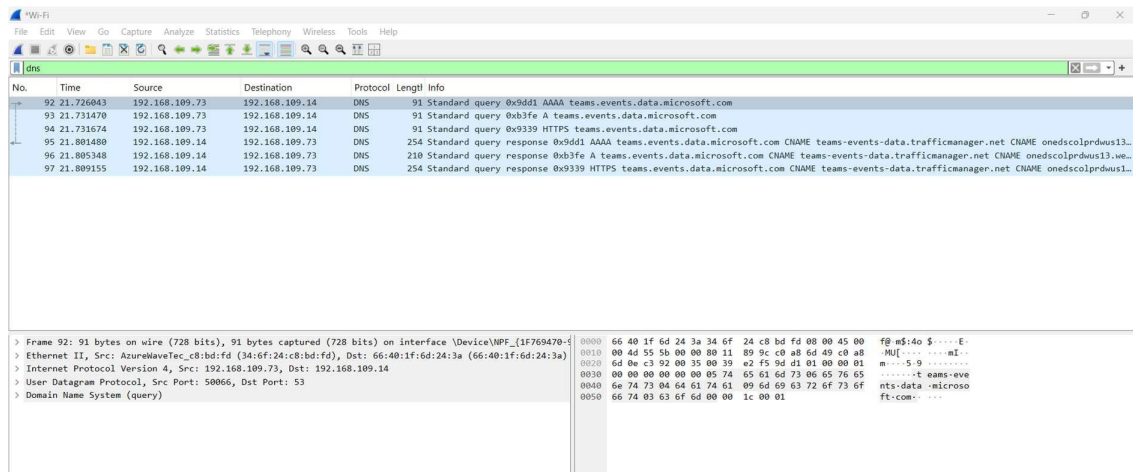 *Wi-Fi
File Edit View Go Capture Analyze Statistics Telephony Wireless Tools Help
dns
No. Time Source Destination Protocol Lengtl Info
92 21.726043 192.168.109.73 192.168.109.14 DNS 91 Standard query 0x9dd1 AAAA teams.events.data.microsoft.com
93 21.731470 192.168.109.73 192.168.109.14 DNS 91 Standard query 0xb3fe A teams.events.data.microsoft.com
94 21.731674 192.168.109.73 192.168.109.14 DNS 91 Standard query 0x9339 HTTPS teams.events.data.microsoft.com
95 21.801480 192.168.109.14 192.168.109.73 DNS 254 Standard query response 0x9dd1 AAAA teams.events.data.microsoft.com CNAME teams-events-data.trafficmanager.net CNAME onedscolprdwus13…
96 21.805348 192.168.109.14 192.168.109.73 DNS 210 Standard query response 0xb3fe A teams.events.data.microsoft.com CNAME teams-events-data.trafficmanager.net CNAME onedscolprdwus13.we…
97 21.809155 192.168.109.14 192.168.109.73 DNS 254 Standard query response 0x9339 HTTPS teams.events.data.microsoft.com CNAME teams-events-data.trafficmanager.net CNAME onedscolprdwus1…
> Frame 92: 91 bytes on wire (728 bits), 91 bytes captured (728 bits) on interface \Device\NPF_{1F769470-9
> Ethernet II, Src: AzureWaveTec_c8:bd:fd (34:6f:24:c8:bd:fd), Dst: 66:40:1f:6d:24:3a (66:40:1f:6d:24:3a)
> Internet Protocol Version 4, Src: 192.168.109.73, Dst: 192.168.109.14
> User Datagram Protocol, Src Port: 50066, Dst Port: 53
> Domain Name System (query)
0000 66 40 1f 6d 24 3a 34 6f 24 c8 bd fd 08 00 45 00 f@·m$:4o $·····E·
0010 00 4d 55 5b 00 00 80 11 89 9c c0 a8 6d 49 c0 a8 ·MU[···· ····mI··
0020 6d 0e c3 92 00 35 00 39 e2 f5 9d d1 01 00 00 01 m····5·9 ········
0030 00 00 00 00 00 00 05 74 65 61 6d 73 06 65 76 65 ·······t eams·eve
0040 6e 74 73 04 64 61 74 61 09 6d 69 63 72 6f 73 6f nts·data ·microso
0050 66 74 03 63 6f 6d 00 00 1c 00 01 ft·com·· ···